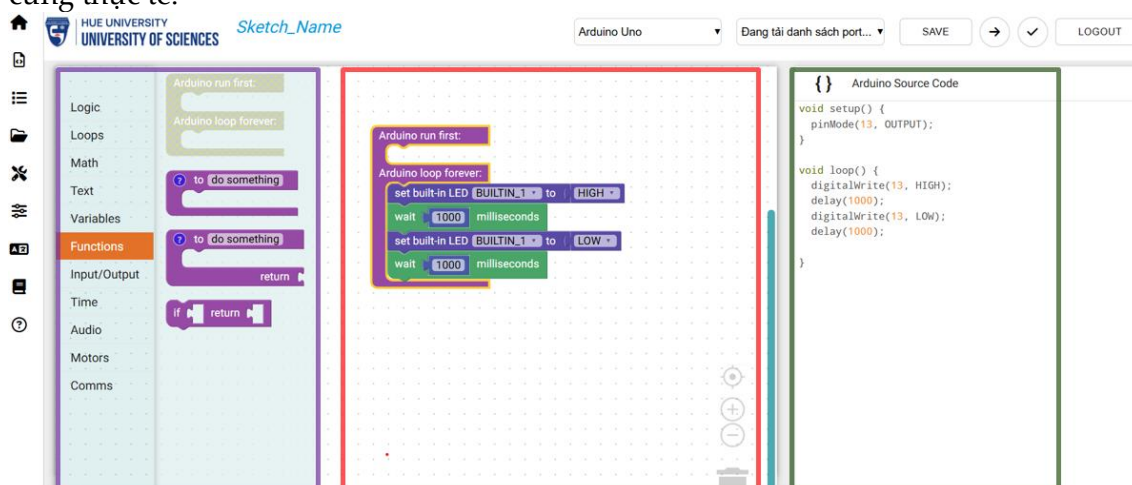 cứng thực tế.
HUE UNIVERSITY
UNIVERSITY OF SCIENCES
Sketch_Name
Arduino Uno
Đang tải danh sách port...
SAVE
LOGOUT
Logic
Loops
Math
Text
Variables
Functions
Input/Output
Time
Audio
Motors
Comms
Arduino run first:
Arduino loop forever:
? to do something
? to do something
return
if return
Arduino run first:
Arduino loop forever:
set built-in LED BUILTIN_1 to HIGH
wait 1000 milliseconds
set built-in LED BUILTIN_1 to LOW
wait 1000 milliseconds
{} Arduino Source Code
void setup() {
pinMode(13, OUTPUT);
}
void loop() {
digitalWrite(13, HIGH);
delay(1000);
digitalWrite(13, LOW);
delay(1000);
}